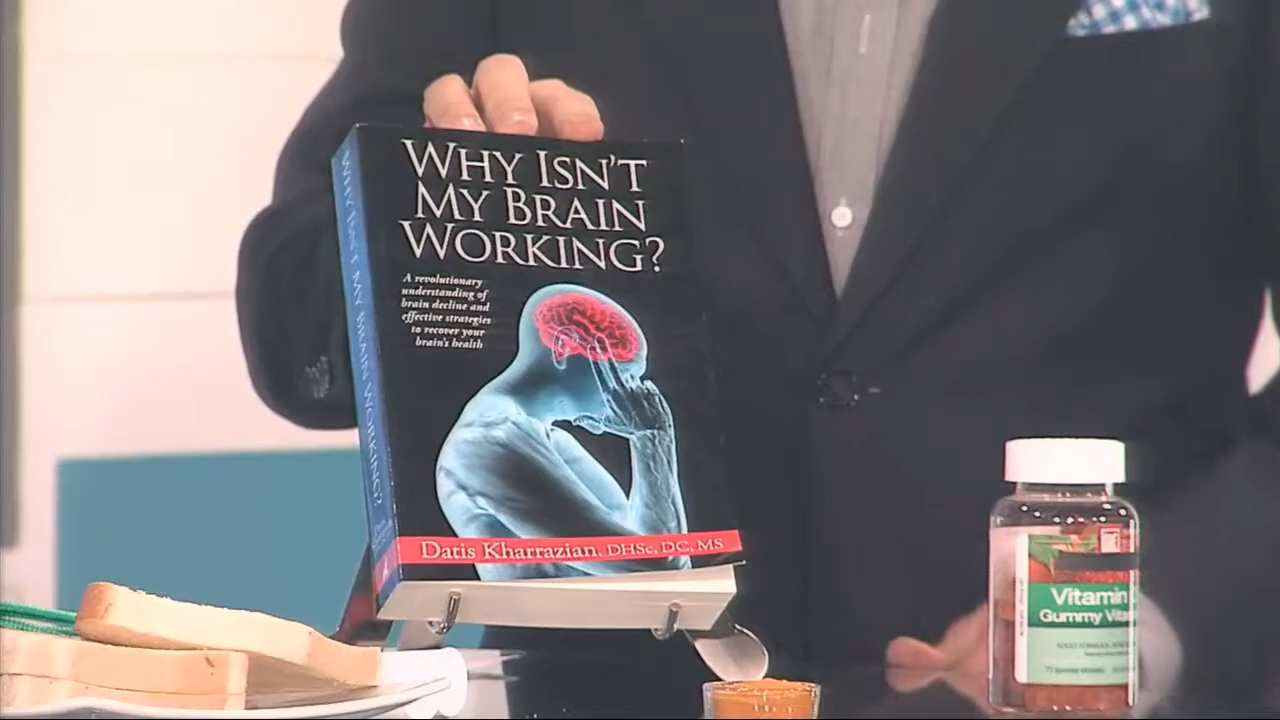 WHY ISN'T
MY BRAIN
WORKING?
A revolutionary
understanding of
brain decline and
effective strategies
to recover your
brain's health
Datis Kharrazian, DHSc, DC, MS
WHY ISN'T MY BRAIN WORKING?
Vitamin
Gummy